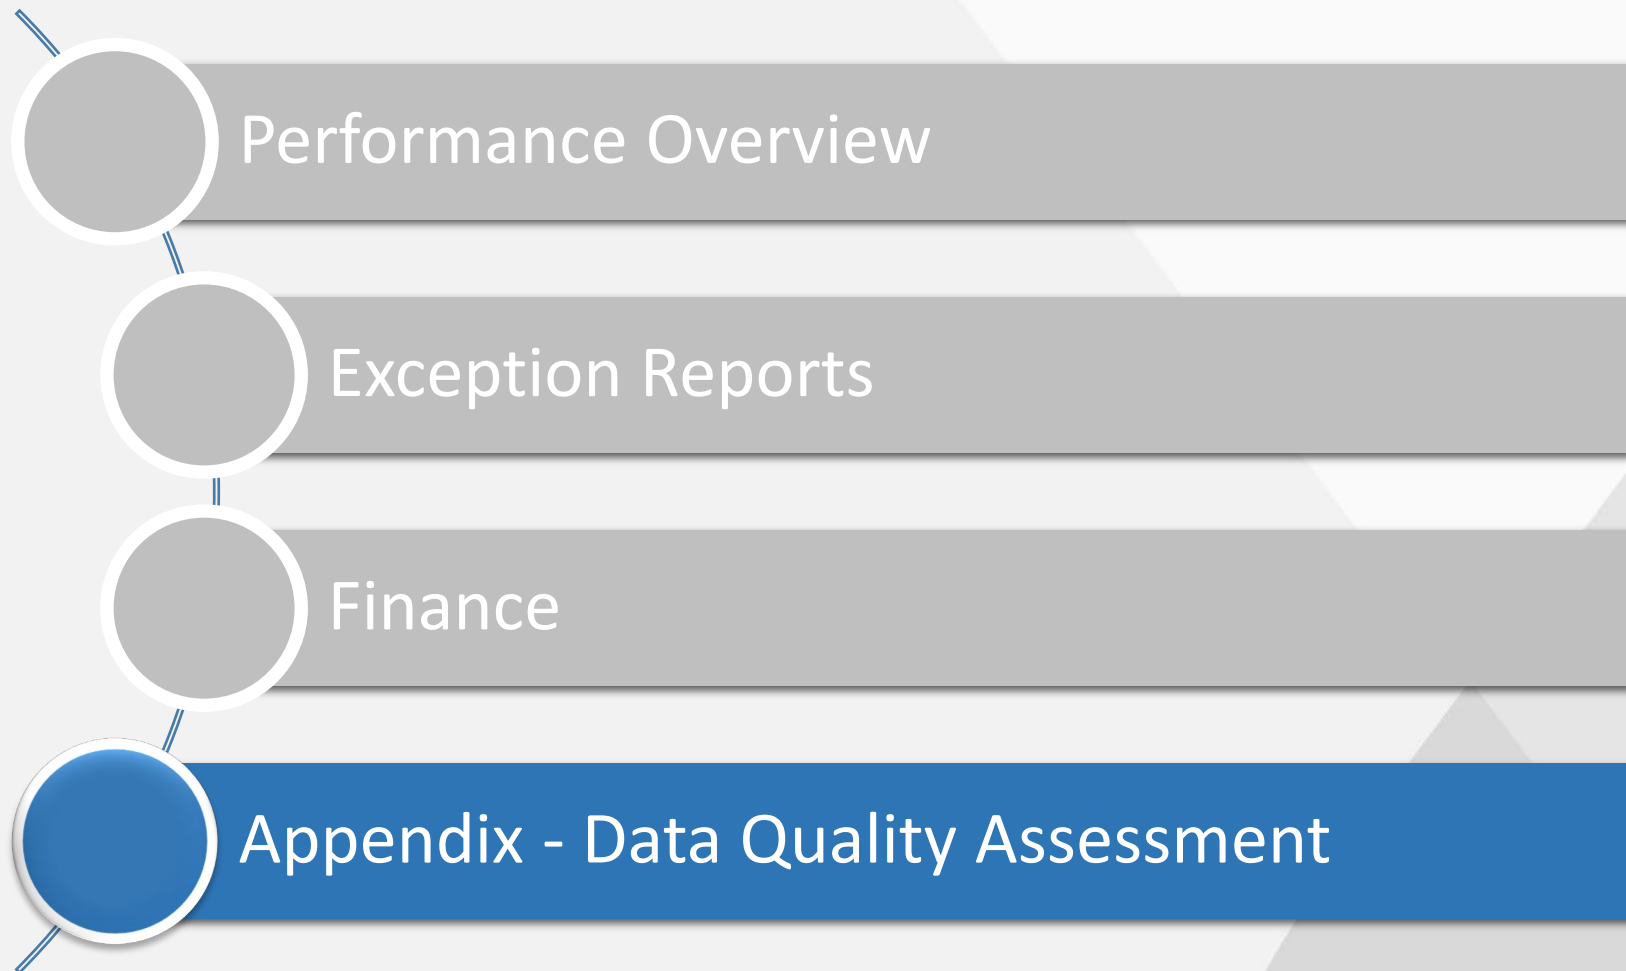 Performance Overview
Exception Reports
Finance
Appendix - Data Quality Assessment